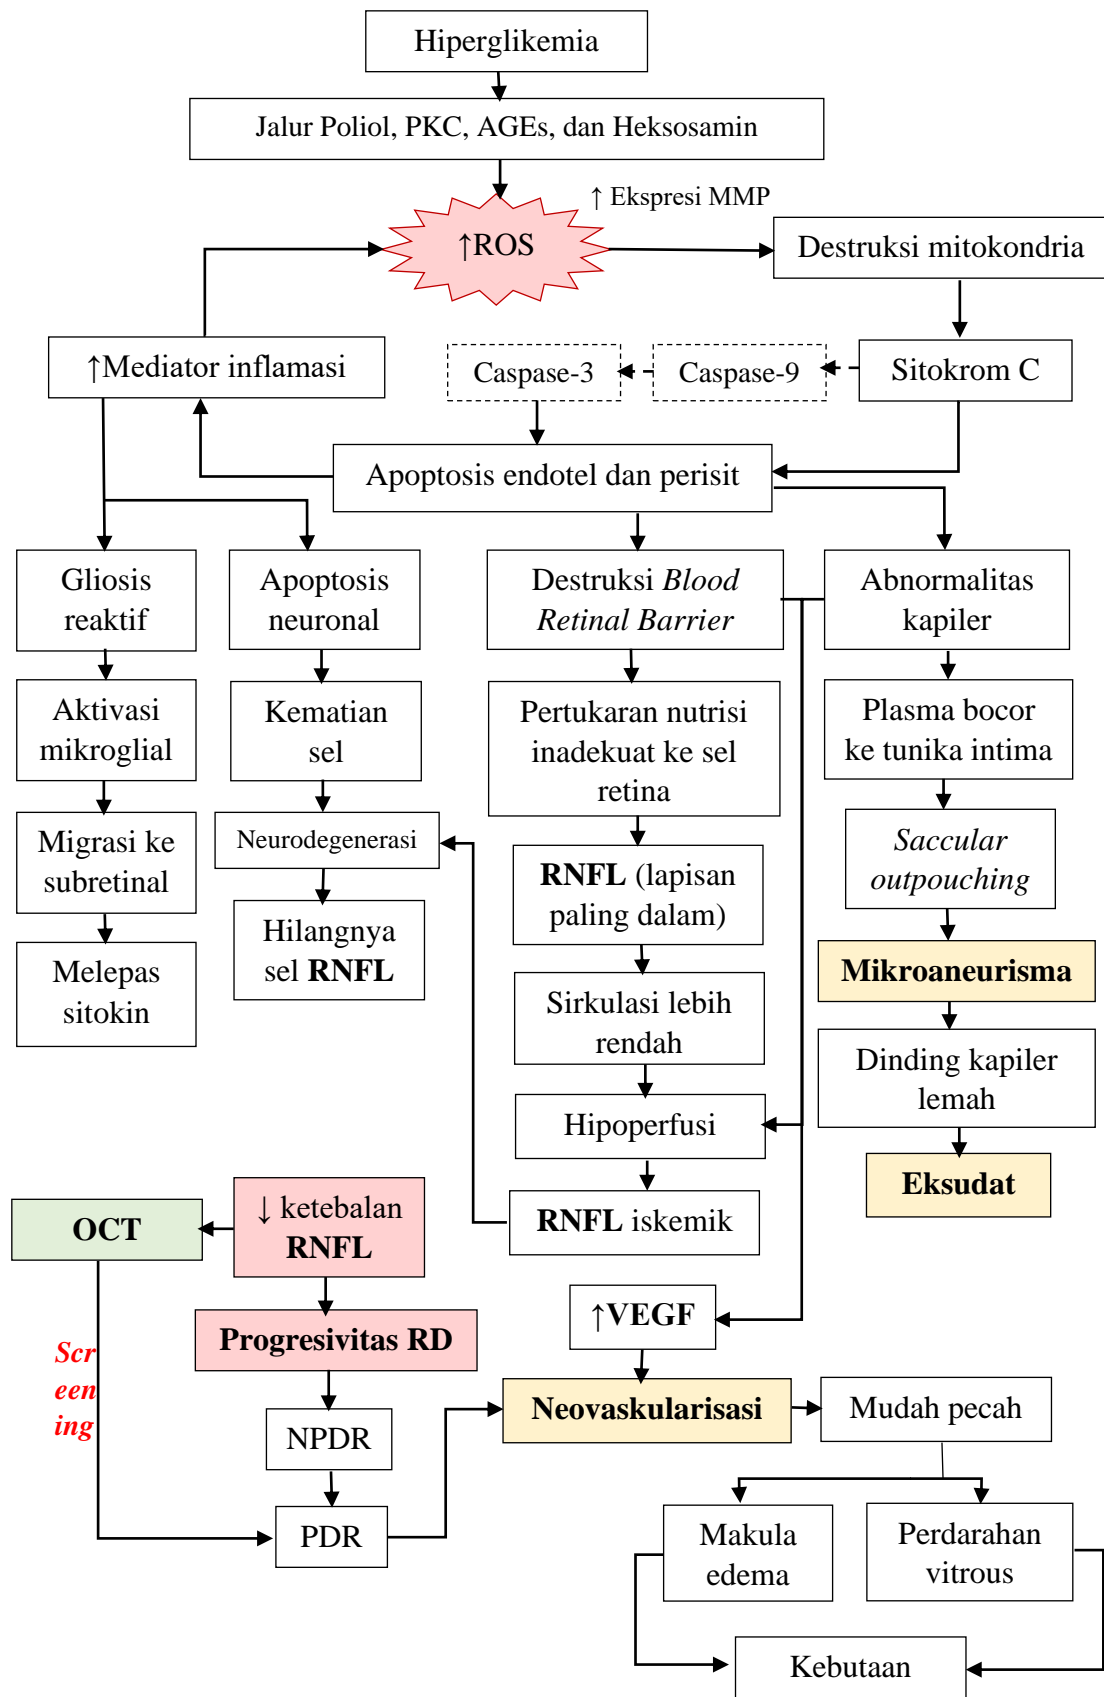 Hiperglikemia
Jalur Poliol, PKC, AGEs, dan Heksosamin
↑ Ekspresi MMP
↑ROS
Destruksi mitokondria
↑Mediator inflamasi
Caspase-3
Caspase-9
Sitokrom C
Apoptosis endotel dan perisit
Gliosis
reaktif
Apoptosis
neuronal
Destruksi Blood
Retinal Barrier
Abnormalitas
kapiler
Aktivasi
mikroglial
Kematian
sel
Pertukaran nutrisi
inadekuat ke sel
retina
Plasma bocor
ke tunika intima
Migrasi ke
subretinal
Neurodegenerasi
RNFL (lapisan
paling dalam)
Saccular
outpouching
Melepas
sitokin
Hilangnya
sel RNFL
Sirkulasi lebih
rendah
Mikroaneurisma
Dinding kapiler
lemah
Hipoperfusi
Eksudat
OCT
↓ ketebalan
RNFL
RNFL iskemik
↑VEGF
Progresivitas RD
Scr
een
ing
NPDR
Neovaskularisasi
Mudah pecah
PDR
Makula
edema
Perdarahan
vitrous
Kebutaan